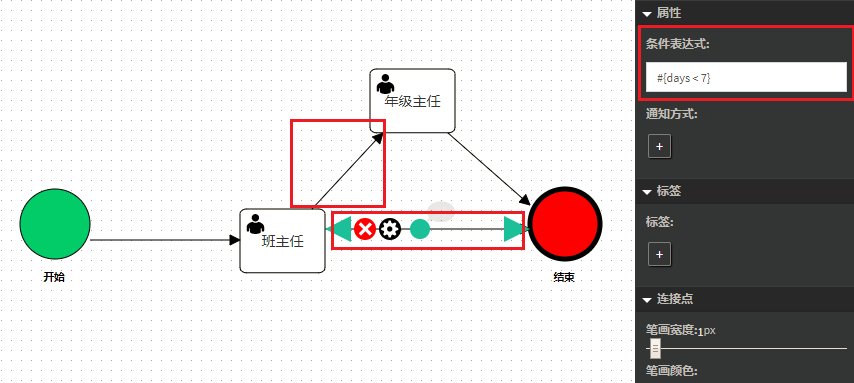 年级主任
班主任
开始
结束
属性
条件表达式:
#{days < 7}
通知方式:
+
标签
标签:
+
连接点
笔画宽度:1px
笔画颜色: